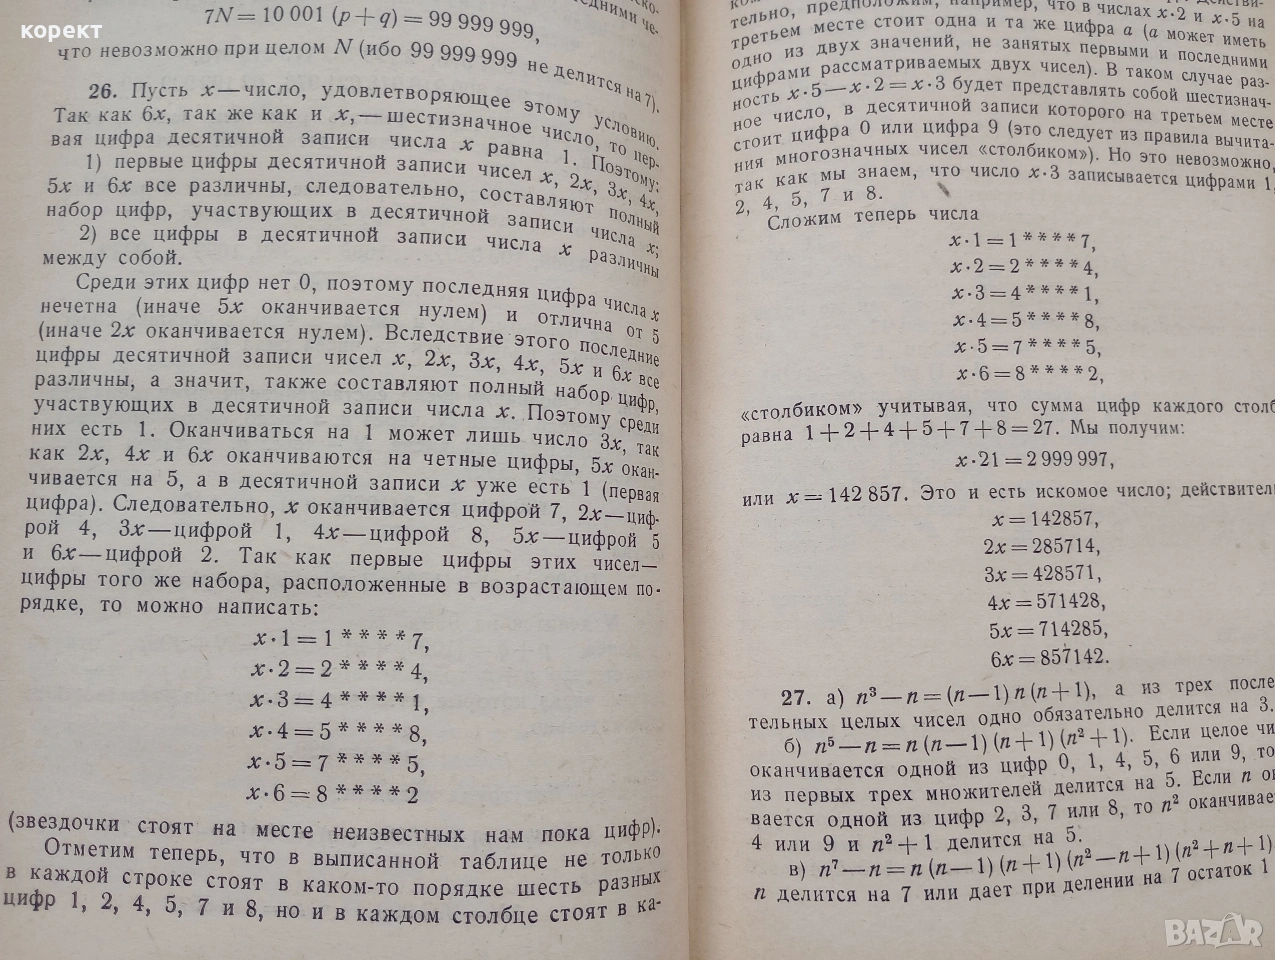 корект
7N = 10 001 (p + q) = 99 999 999,
что невозможно при целом N (ибо 99 999 999 не делится на 7).
26. Пусть x — число, удовлетворяющее этому условию.
Так как 6x, так же как и x, — шестизначное число, то пер-
вая цифра десятичной записи числа x равна 1. Поэтому:
1) первые цифры десятичной записи чисел x, 2x, 3x, 4x,
5x и 6x все различны, следовательно, составляют полный
набор цифр, участвующих в десятичной записи числа x;
2) все цифры в десятичной записи числа x различны
между собой.
Среди этих цифр нет 0, поэтому последняя цифра числа x
нечетна (иначе 5x оканчивается нулем) и отлична от 5
(иначе 2x оканчивается нулем). Вследствие этого последние
цифры десятичной записи чисел x, 2x, 3x, 4x, 5x и 6x все
различны, а значит, также составляют полный набор цифр,
участвующих в десятичной записи числа x. Поэтому среди
них есть 1. Оканчиваться на 1 может лишь число 3x, так
как 2x, 4x и 6x оканчиваются на четные цифры, 5x окан-
чивается на 5, а в десятичной записи x уже есть 1 (первая
цифра). Следовательно, x оканчивается цифрой 7, 2x — циф-
рой 4, 3x — цифрой 1, 4x — цифрой 8, 5x — цифрой 5
и 6x — цифрой 2. Так как первые цифры этих чисел —
цифры того же набора, расположенные в возрастающем по-
рядке, то можно написать:
x · 1 = 1 * * * * 7,
x · 2 = 2 * * * * 4,
x · 3 = 4 * * * * 1,
x · 4 = 5 * * * * 8,
x · 5 = 7 * * * * 5,
x · 6 = 8 * * * * 2
(звездочки стоят на месте неизвестных нам пока цифр).
Отметим теперь, что в выписанной таблице не только
в каждой строке стоят в каком-то порядке шесть разных
цифр 1, 2, 4, 5, 7 и 8, но и в каждом столбце стоят в ка-
тельно, предположим, например, что в числах x · 2 и x · 5 на
третьем месте стоит одна и та же цифра a (a может иметь
одно из двух значений, не занятых первыми и последними
цифрами рассматриваемых двух чисел). В таком случае раз-
ность x · 5 — x · 2 = x · 3 будет представлять собой шестизнач-
ное число, в десятичной записи которого на третьем месте
стоит цифра 0 или цифра 9 (это следует из правила вычита-
ния многозначных чисел «столбиком»). Но это невозможно,
так как мы знаем, что число x · 3 записывается цифрами 1,
2, 4, 5, 7 и 8.
Сложим теперь числа
x · 1 = 1 * * * * 7,
x · 2 = 2 * * * * 4,
x · 3 = 4 * * * * 1,
x · 4 = 5 * * * * 8,
x · 5 = 7 * * * * 5,
x · 6 = 8 * * * * 2,
«столбиком» учитывая, что сумма цифр каждого столб
равна 1 + 2 + 4 + 5 + 7 + 8 = 27. Мы получим:
x · 21 = 2 999 997,
или x = 142 857. Это и есть искомое число; действител
x = 142857,
2x = 285714,
3x = 428571,
4x = 571428,
5x = 714285,
6x = 857142.
27. а) n³ — n = (n — 1) n (n + 1), а из трех после
тельных целых чисел одно обязательно делится на 3.
б) n⁵ — n = n (n — 1) (n + 1) (n² + 1). Если целое чи
оканчивается одной из цифр 0, 1, 4, 5, 6 или 9, то
из первых трех множителей делится на 5. Если n ок
вается одной из цифр 2, 3, 7 или 8, то n² оканчивае
4 или 9 и n² + 1 делится на 5.
в) n⁷ — n = n (n — 1) (n + 1) (n² — n + 1) (n² + n + 1)
n делится на 7 или дает при делении на 7 остаток 1
BAZAR